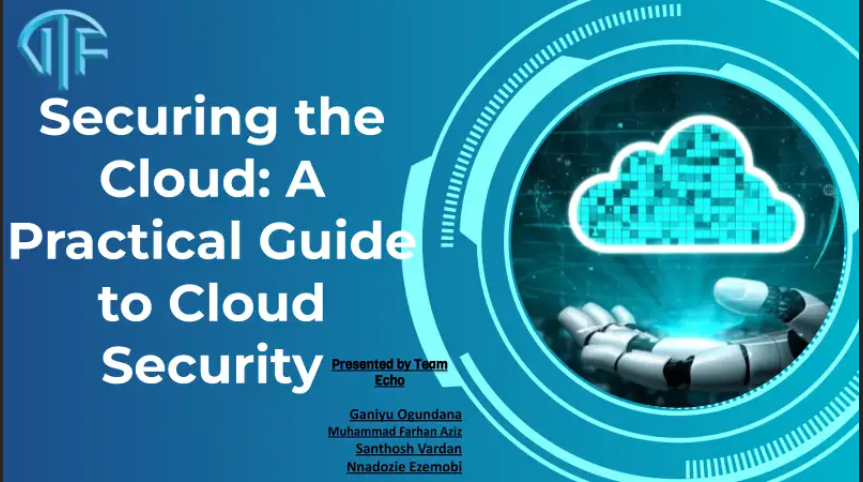 DTF
Securing the
Cloud: A
Practical Guide
to Cloud
Security
Presented by Team
Echo
Ganiyu Ogundana
Muhammad Farhan Aziz
Santhosh Vardan
Nnadozie Ezemobi